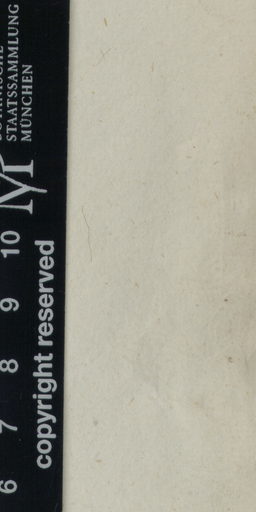 STAATSSAMMLUNG
MÜNCHEN
M
6 7 8 9 10
copyright reserved